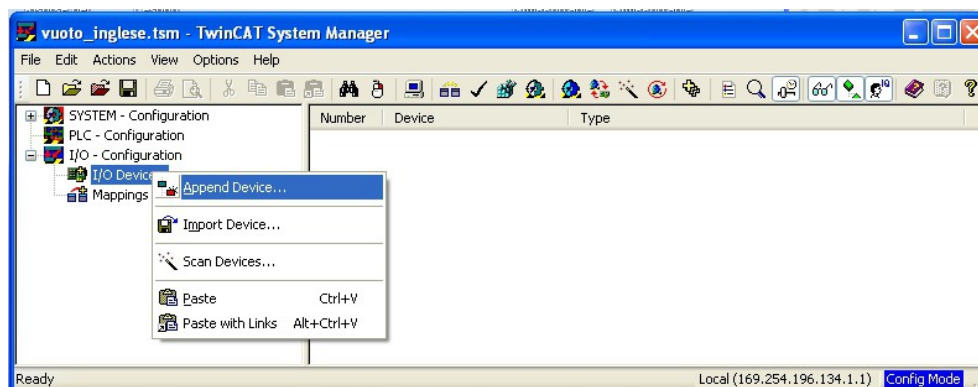 vuoto_inglese.tsm - TwinCAT System Manager
File Edit Actions View Options Help
SYSTEM - Configuration
PLC - Configuration
I/O - Configuration
I/O Device
Mappings
Number Device Type
Append Device...
Import Device...
Scan Devices...
Paste Ctrl+V
Paste with Links Alt+Ctrl+V
Ready Local (169.254.196.134.1.1) Config Mode